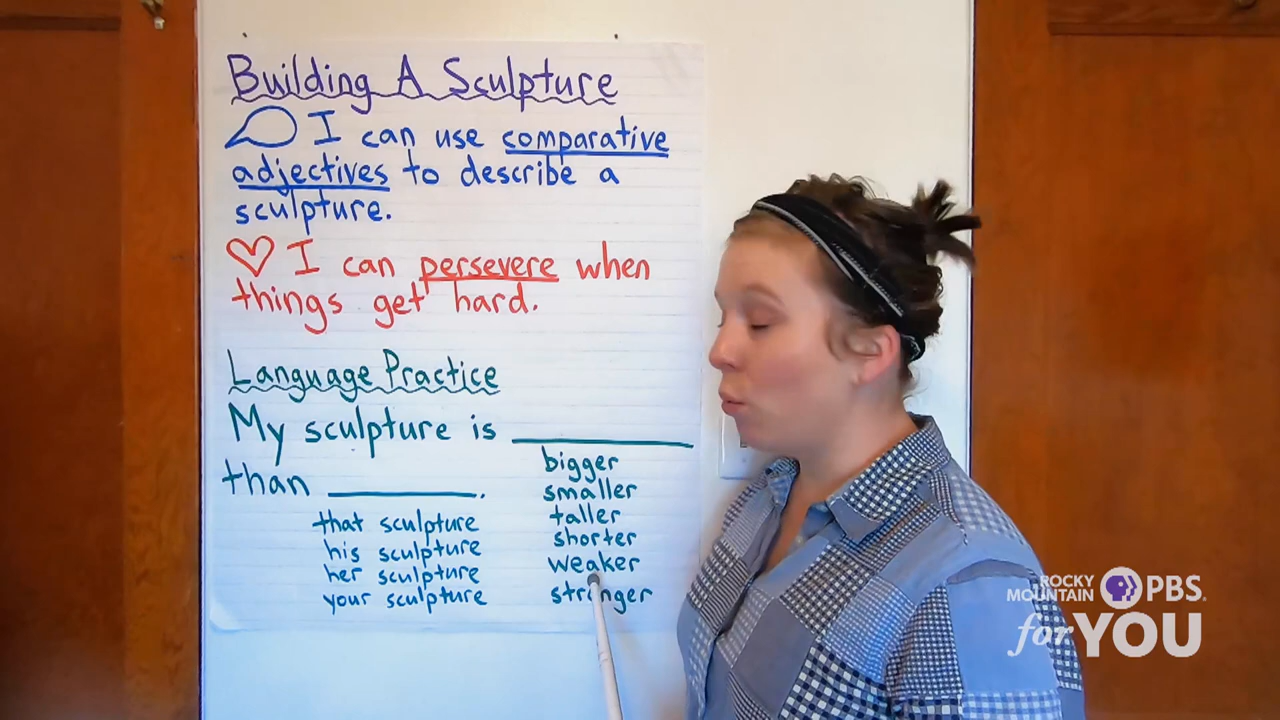 Building A Sculpture
I can use comparative
adjectives to describe a
sculpture.
I can persevere when
things get hard.
Language Practice
My sculpture is __________
than __________.
bigger
smaller
taller
shorter
weaker
stronger
that sculpture
his sculpture
her sculpture
your sculpture
ROCKY
MOUNTAIN PBS
for YOU